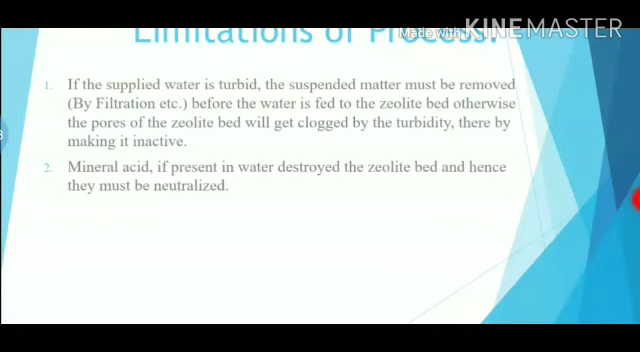 Limitations of Process:
Made with KINEMASTER
1. If the supplied water is turbid, the suspended matter must be removed
(By Filtration etc.) before the water is fed to the zeolite bed otherwise
the pores of the zeolite bed will get clogged by the turbidity, there by
making it inactive.
2. Mineral acid, if present in water destroyed the zeolite bed and hence
they must be neutralized.